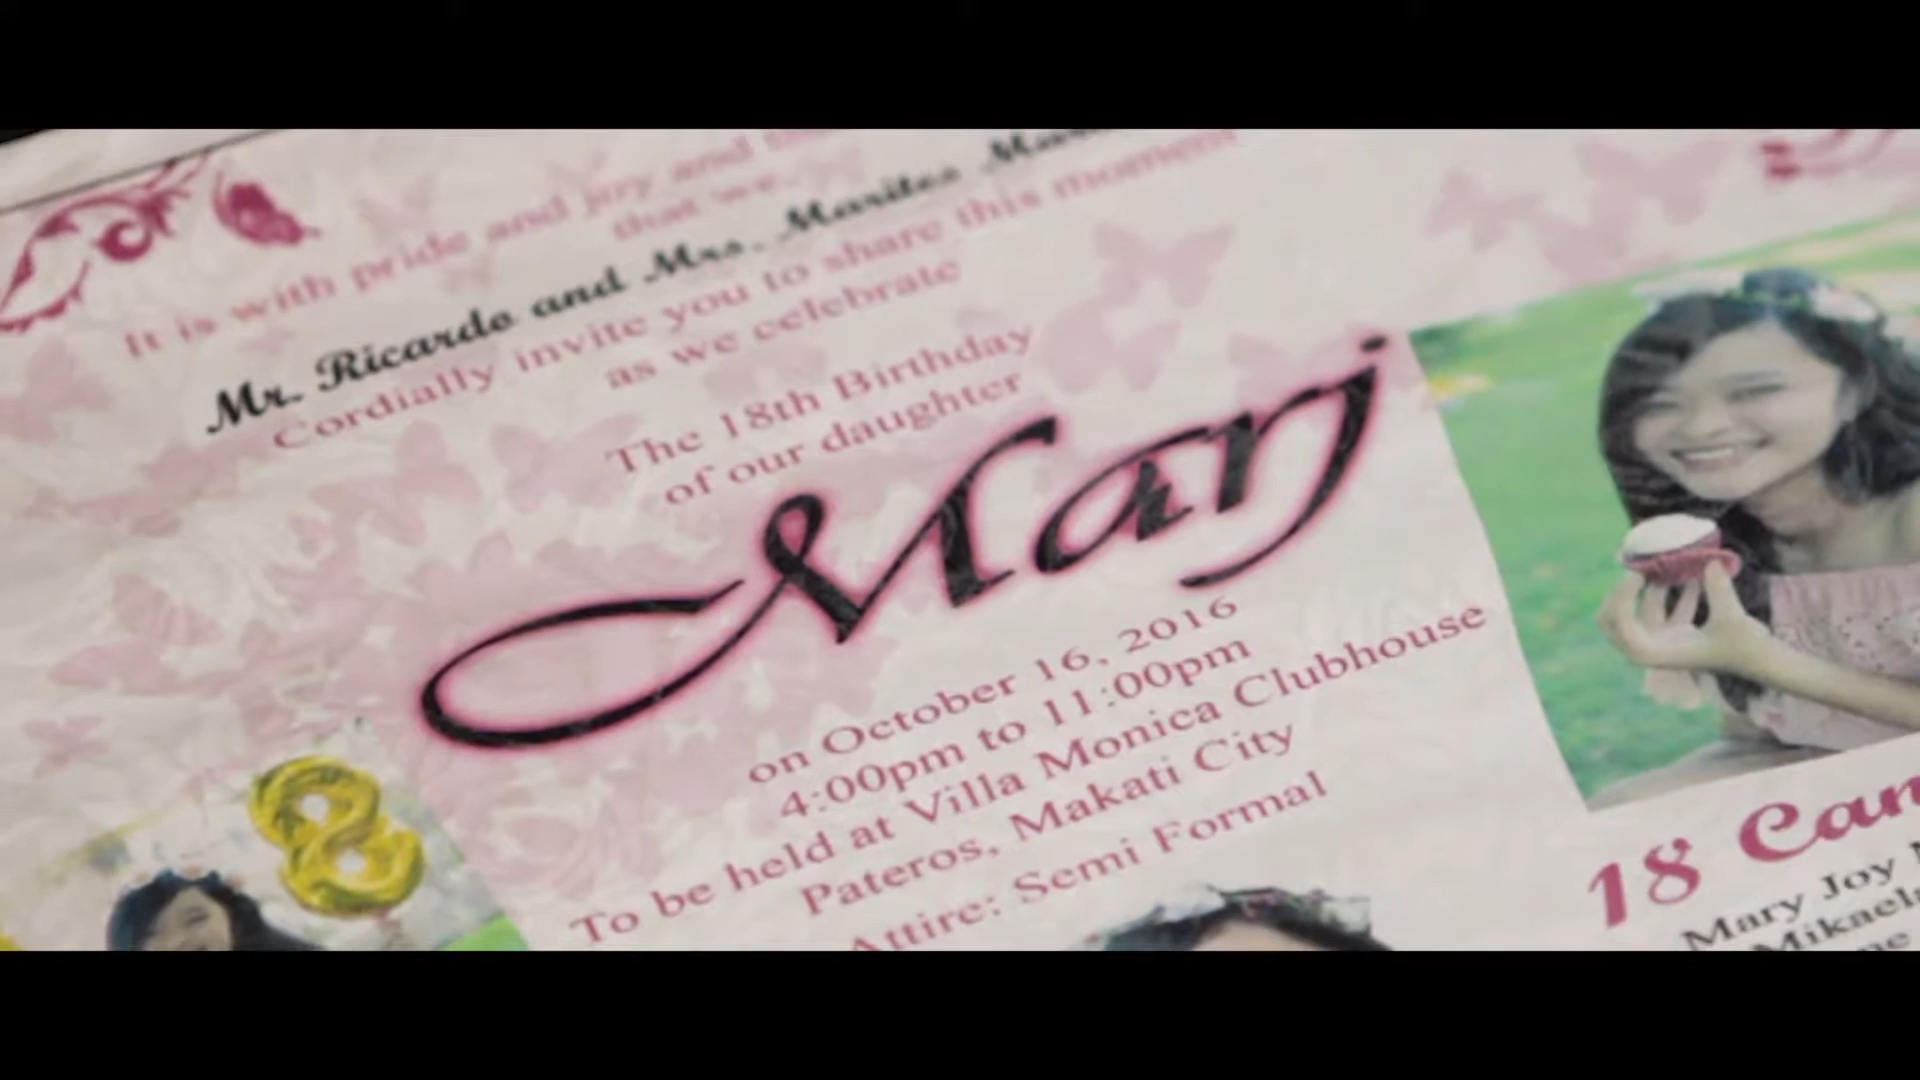 It is with pride and joy and
that we,
Mr. Ricardo and Mrs. Marites
Cordially invite you to share this moment
as we celebrate
The 18th Birthday
of our daughter
Marj
on October 16, 2016
4:00pm to 11:00pm
To be held at Villa Monica Clubhouse
Pateros, Makati City
Attire: Semi Formal
8
18
Mary Joy